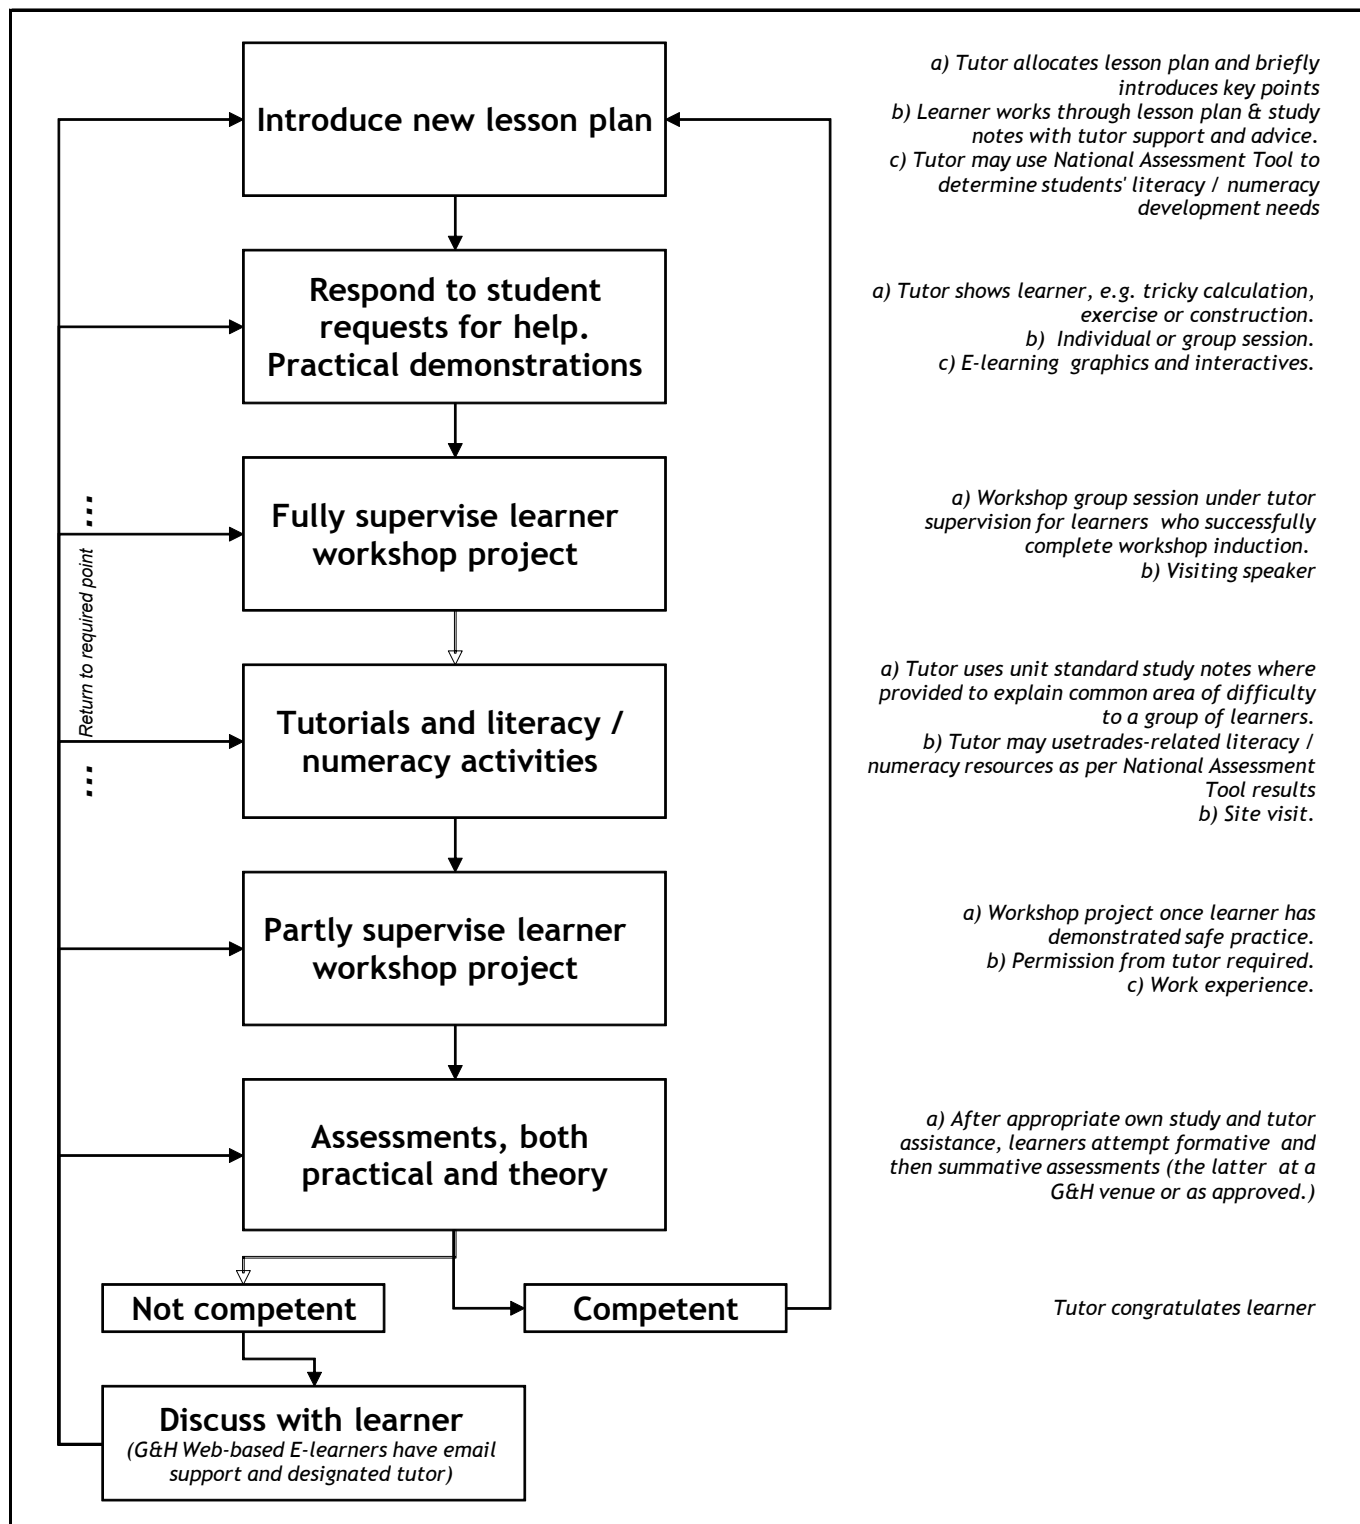 Introduce new lesson plan
a) Tutor allocates lesson plan and briefly
introduces key points
b) Learner works through lesson plan & study
notes with tutor support and advice.
c) Tutor may use National Assessment Tool to
determine students' literacy / numeracy
development needs
Respond to student
requests for help.
Practical demonstrations
a) Tutor shows learner, e.g. tricky calculation,
exercise or construction.
b) Individual or group session.
c) E-learning graphics and interactives.
Fully supervise learner
workshop project
a) Workshop group session under tutor
supervision for learners who successfully
complete workshop induction.
b) Visiting speaker
... Return to required point ...
Tutorials and literacy /
numeracy activities
a) Tutor uses unit standard study notes where
provided to explain common area of difficulty
to a group of learners.
b) Tutor may usetrades-related literacy /
numeracy resources as per National Assessment
Tool results
b) Site visit.
Partly supervise learner
workshop project
a) Workshop project once learner has
demonstrated safe practice.
b) Permission from tutor required.
c) Work experience.
Assessments, both
practical and theory
a) After appropriate own study and tutor
assistance, learners attempt formative and
then summative assessments (the latter at a
G&H venue or as approved.)
Not competent
Competent
Tutor congratulates learner
Discuss with learner
(G&H Web-based E-learners have email
support and designated tutor)